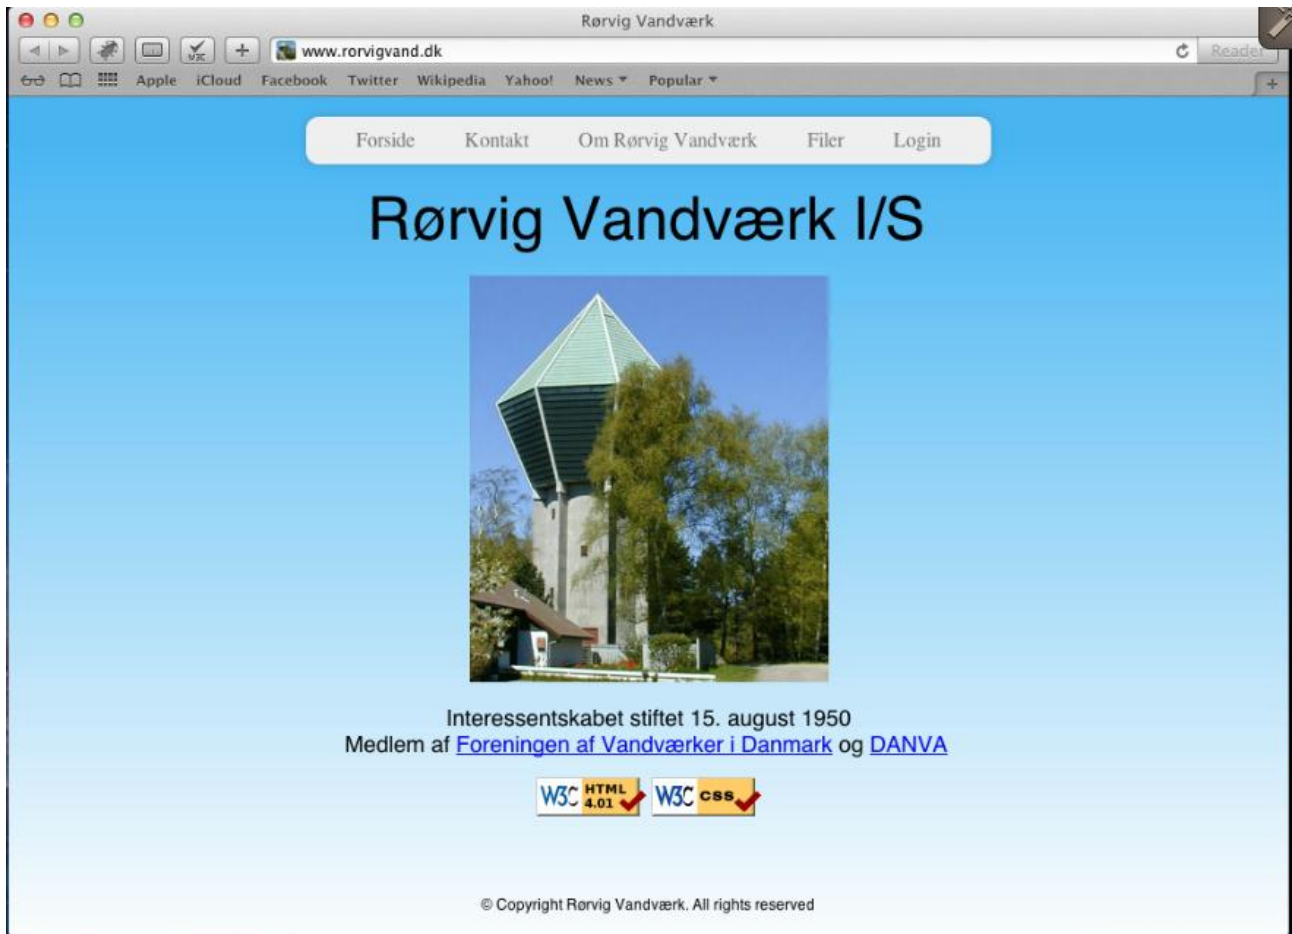 Rørvig Vandværk
www.rorvigvand.dk
Reader
Apple iCloud Facebook Twitter Wikipedia Yahoo! News Popular
Forside Kontakt Om Rørvig Vandværk Filer Login
Rørvig Vandværk I/S
Interessentskabet stiftet 15. august 1950
Medlem af Foreningen af Vandværker i Danmark og DANVA
W3C HTML 4.01 W3C css
© Copyright Rørvig Vandværk. All rights reserved